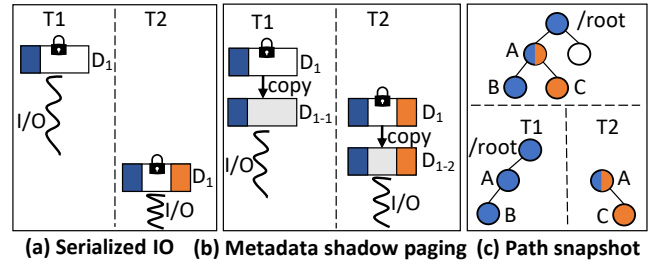 T1
T2
D1
I/O
D1
I/O
(a) Serialized IO
T1
T2
D1
copy
D1-1
I/O
D1
copy
D1-2
I/O
(b) Metadata shadow paging
/root
A
B
C
T1
T2
/root
A
B
A
C
(c) Path snapshot